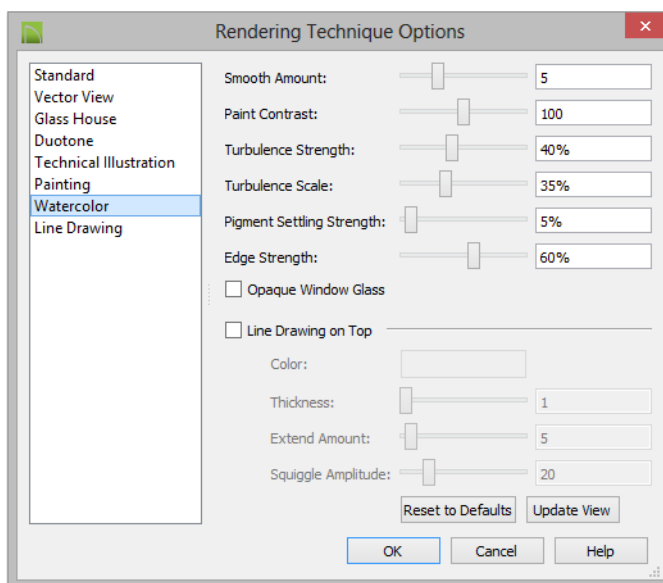 Rendering Technique Options
Standard
Vector View
Glass House
Duotone
Technical Illustration
Painting
Watercolor
Line Drawing
Smooth Amount: 5
Paint Contrast: 100
Turbulence Strength: 40%
Turbulence Scale: 35%
Pigment Settling Strength: 5%
Edge Strength: 60%
Opaque Window Glass
Line Drawing on Top
Color:
Thickness: 1
Extend Amount: 5
Squiggle Amplitude: 20
Reset to Defaults Update View
OK Cancel Help